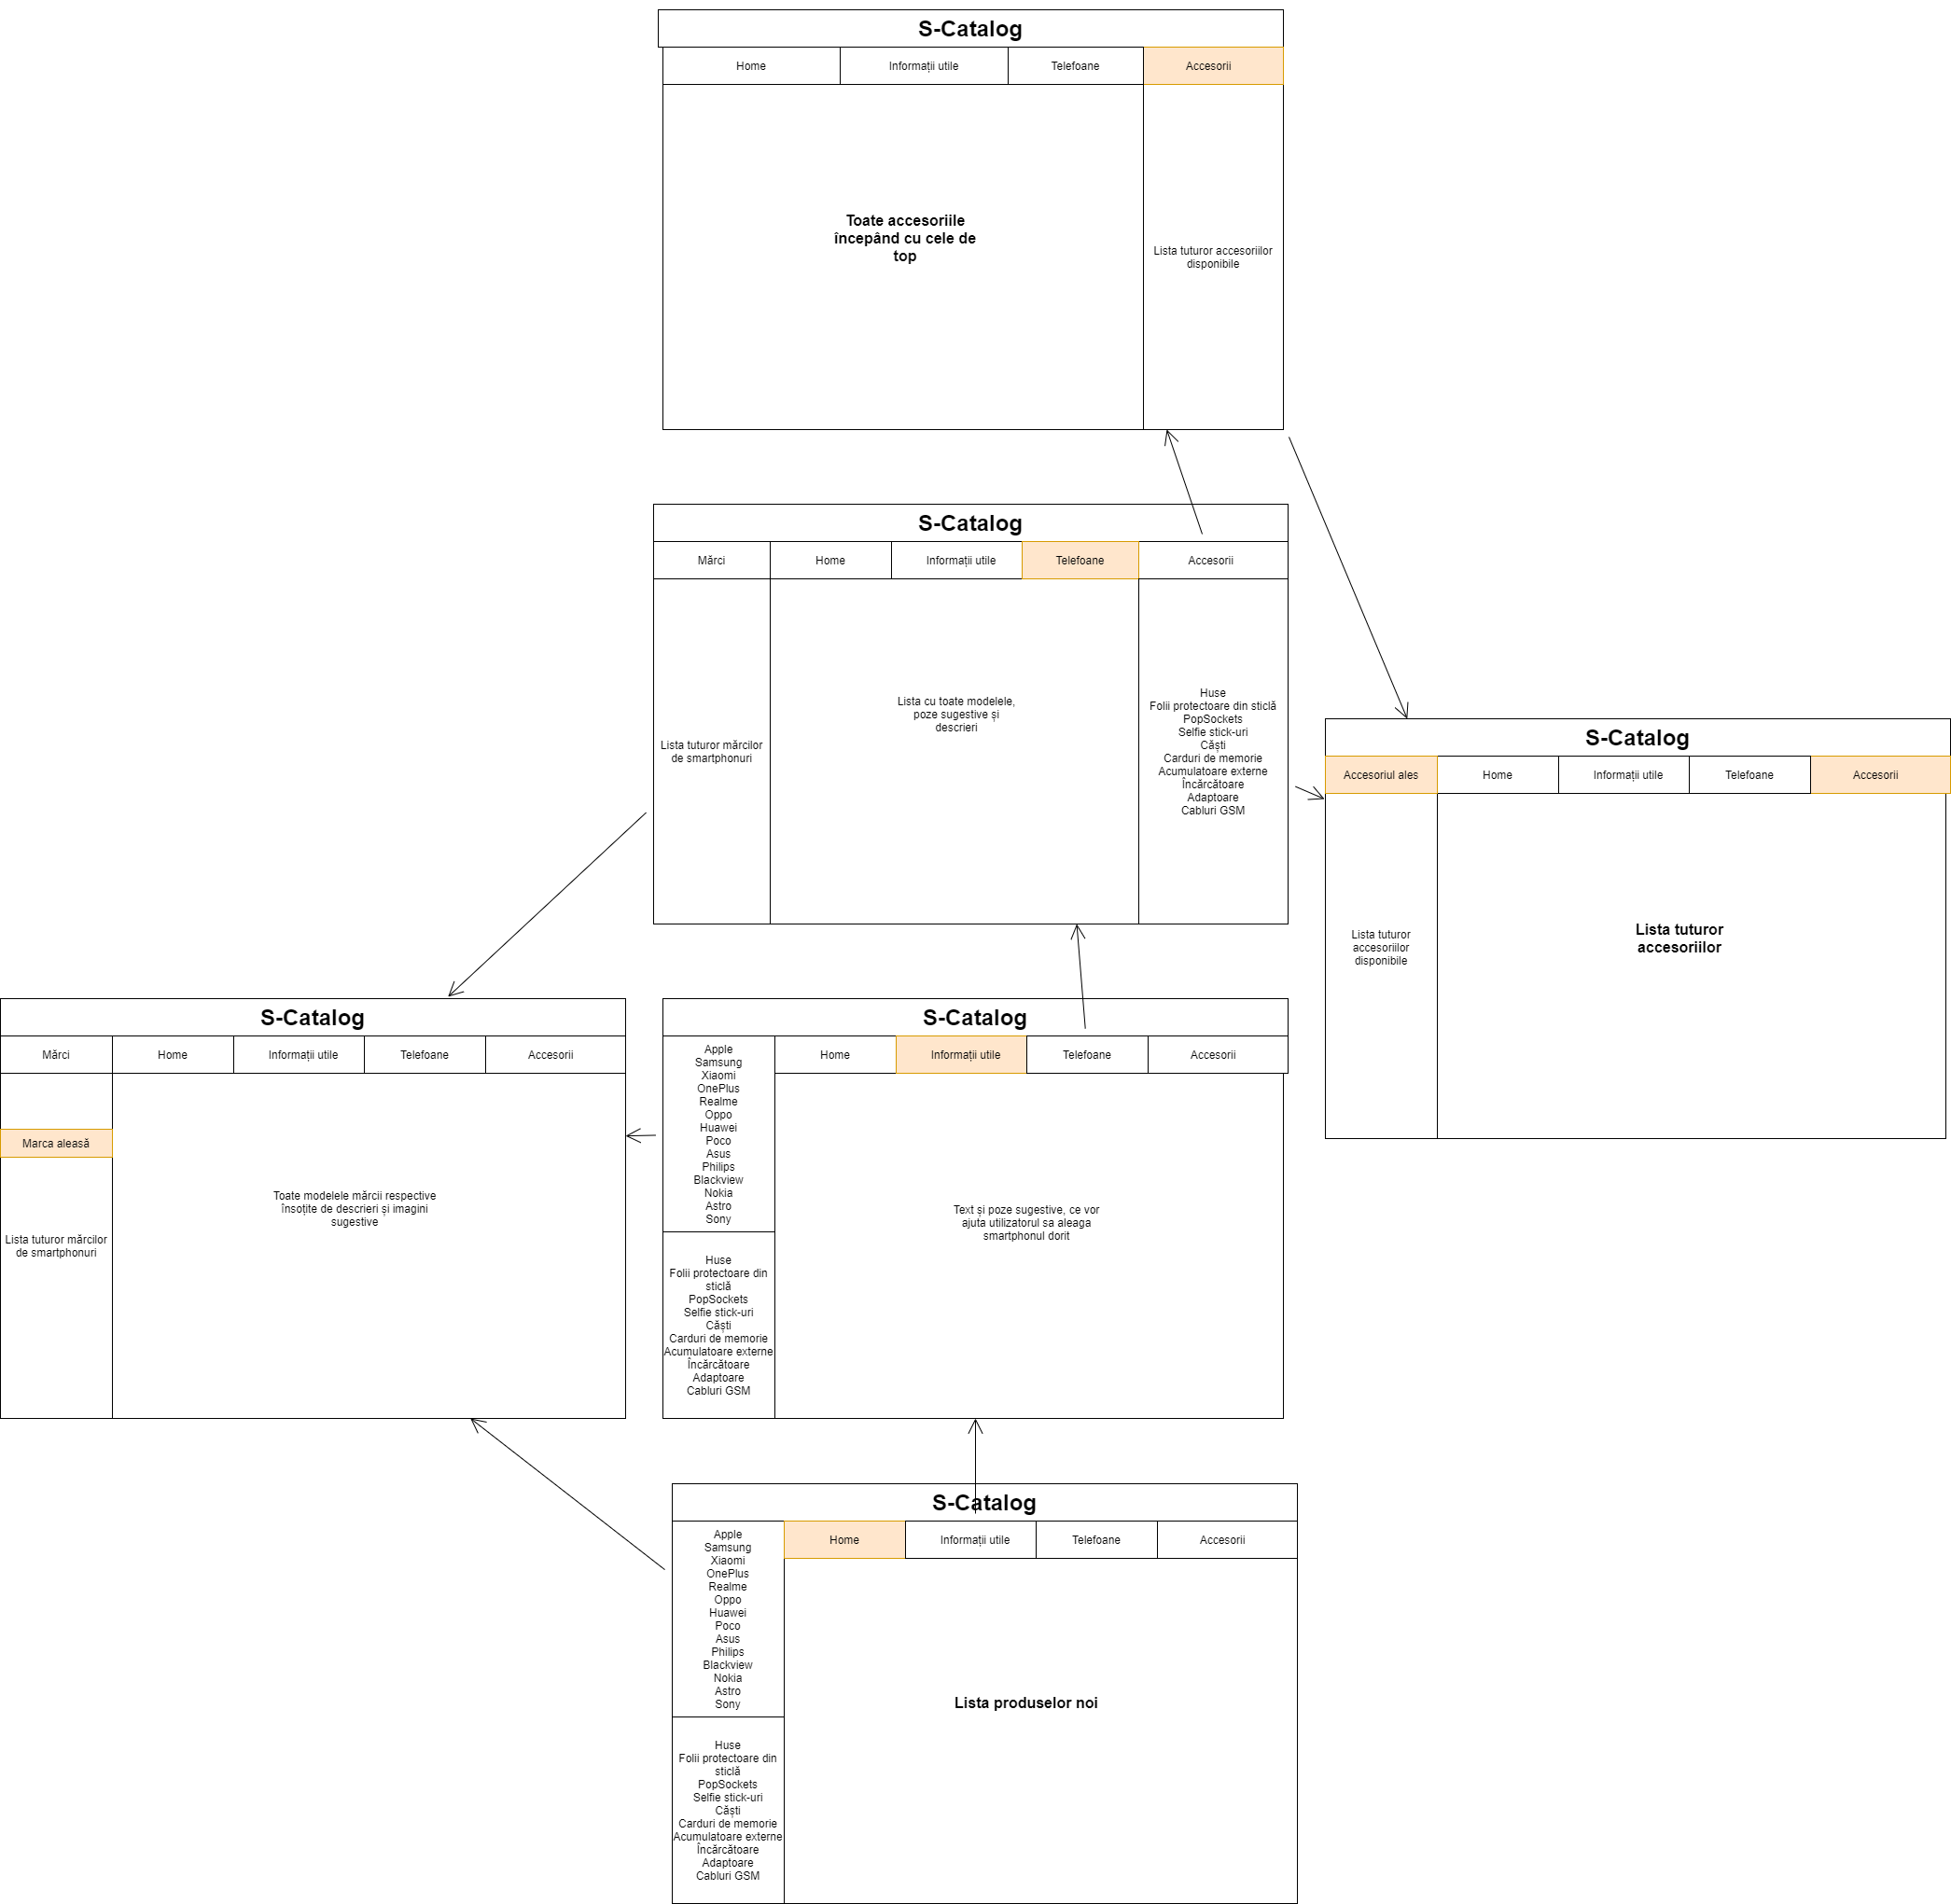 S-Catalog
Home
Informații utile
Telefoane
Accesorii
Toate accesoriile
începând cu cele de
top
Lista tuturor accesoriilor
disponibile
S-Catalog
Mărci
Home
Informații utile
Telefoane
Accesorii
Lista tuturor mărcilor
de smartphonuri
Lista cu toate modelele,
poze sugestive și
descrieri
Huse
Folii protectoare din sticlă
PopSockets
Selfie stick-uri
Căști
Carduri de memorie
Acumulatoare externe
Încărcătoare
Adaptoare
Cabluri GSM
S-Catalog
Accesoriul ales
Home
Informații utile
Telefoane
Accesorii
Lista tuturor
accesoriilor
disponibile
Lista tuturor
accesoriilor
S-Catalog
Mărci
Home
Informații utile
Telefoane
Accesorii
Marca aleasă
Lista tuturor mărcilor
de smartphonuri
Toate modelele mărcii respective
însoțite de descrieri și imagini
sugestive
S-Catalog
Apple
Samsung
Xiaomi
OnePlus
Realme
Oppo
Huawei
Poco
Asus
Philips
Blackview
Nokia
Astro
Sony
Home
Informații utile
Telefoane
Accesorii
Huse
Folii protectoare din
sticlă
PopSockets
Selfie stick-uri
Căști
Carduri de memorie
Acumulatoare externe
Încărcătoare
Adaptoare
Cabluri GSM
Text și poze sugestive, ce vor
ajuta utilizatorul sa aleaga
smartphonul dorit
S-Catalog
Apple
Samsung
Xiaomi
OnePlus
Realme
Oppo
Huawei
Poco
Asus
Philips
Blackview
Nokia
Astro
Sony
Home
Informații utile
Telefoane
Accesorii
Huse
Folii protectoare din
sticlă
PopSockets
Selfie stick-uri
Căști
Carduri de memorie
Acumulatoare externe
Încărcătoare
Adaptoare
Cabluri GSM
Lista produselor noi